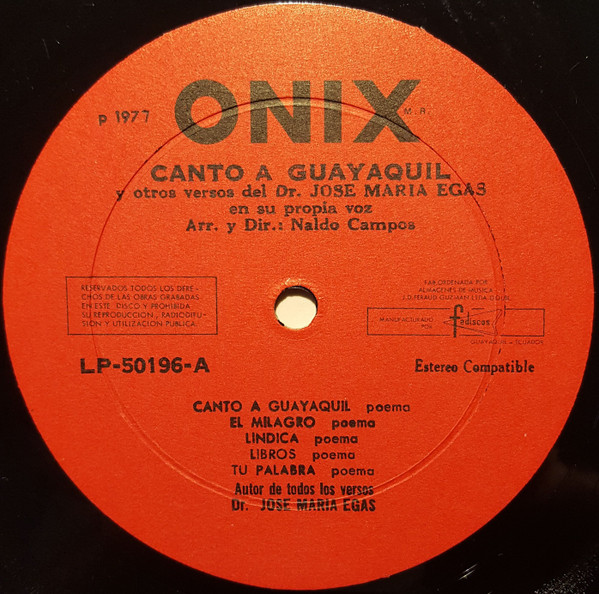 ONIX
M.R.
P 1977
CANTO A GUAYAQUIL
y otros versos del Dr. JOSE MARIA EGAS
en su propia voz
Arr. y Dir.: Naldo Campos
RESERVADOS TODOS LOS DERE-
CHOS DE LAS OBRAS GRABADAS
EN ESTE DISCO Y PROHIBIDA
SU REPRODUCCION, RADIODIFU-
SION Y UTILIZACION PUBLICA.
FAB. ORDENADA POR
ALMACENES DE MUSICA
J.D. FERAUD GUZMAN
MANUFACTURADO
POR
fediscos
GUAYAQUIL - ECUADOR
LP-50196-A
Estereo Compatible
CANTO A GUAYAQUIL poema
EL MILAGRO poema
LINDICA poema
LIBROS poema
TU PALABRA poema
Autor de todos los versos
Dr. JOSE MARIA EGAS